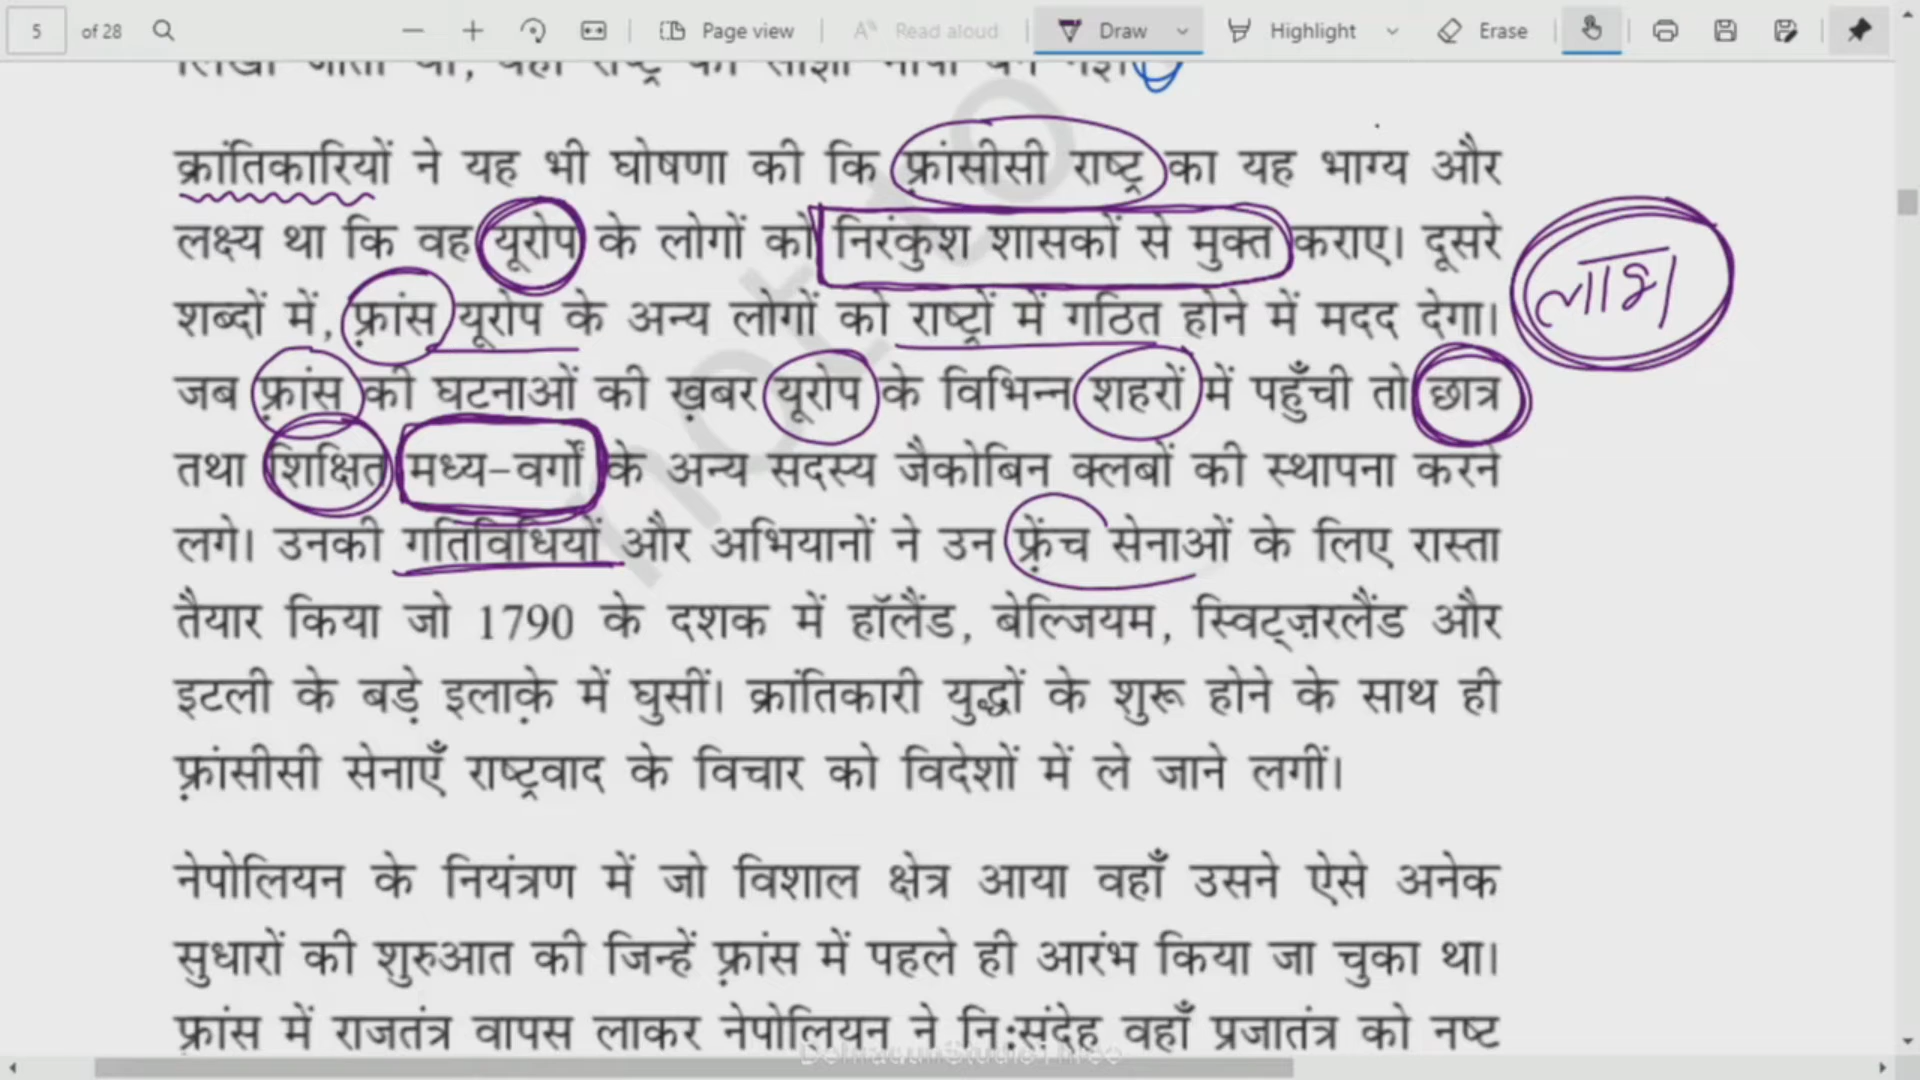 5 of 28 Page view Read aloud Draw Highlight Erase
क्रांतिकारियों ने यह भी घोषणा की कि फ़्रांसीसी राष्ट्र का यह भाग्य और
लक्ष्य था कि वह यूरोप के लोगों को निरंकुश शासकों से मुक्त कराए। दूसरे
शब्दों में, फ़्रांस यूरोप के अन्य लोगों को राष्ट्रों में गठित होने में मदद देगा।
जब फ़्रांस की घटनाओं की ख़बर यूरोप के विभिन्न शहरों में पहुँची तो छात्र
तथा शिक्षित मध्य-वर्गों के अन्य सदस्य जैकोबिन क्लबों की स्थापना करने
लगे। उनकी गतिविधियों और अभियानों ने उन फ़्रेंच सेनाओं के लिए रास्ता
तैयार किया जो 1790 के दशक में हॉलैंड, बेल्जियम, स्विट्ज़रलैंड और
इटली के बड़े इलाक़े में घुसीं। क्रांतिकारी युद्धों के शुरू होने के साथ ही
फ़्रांसीसी सेनाएँ राष्ट्रवाद के विचार को विदेशों में ले जाने लगीं।
नेपोलियन के नियंत्रण में जो विशाल क्षेत्र आया वहाँ उसने ऐसे अनेक
सुधारों की शुरुआत की जिन्हें फ़्रांस में पहले ही आरंभ किया जा चुका था।
फ़्रांस में राजतंत्र वापस लाकर नेपोलियन ने नि:संदेह वहाँ प्रजातंत्र को नष्ट
not to